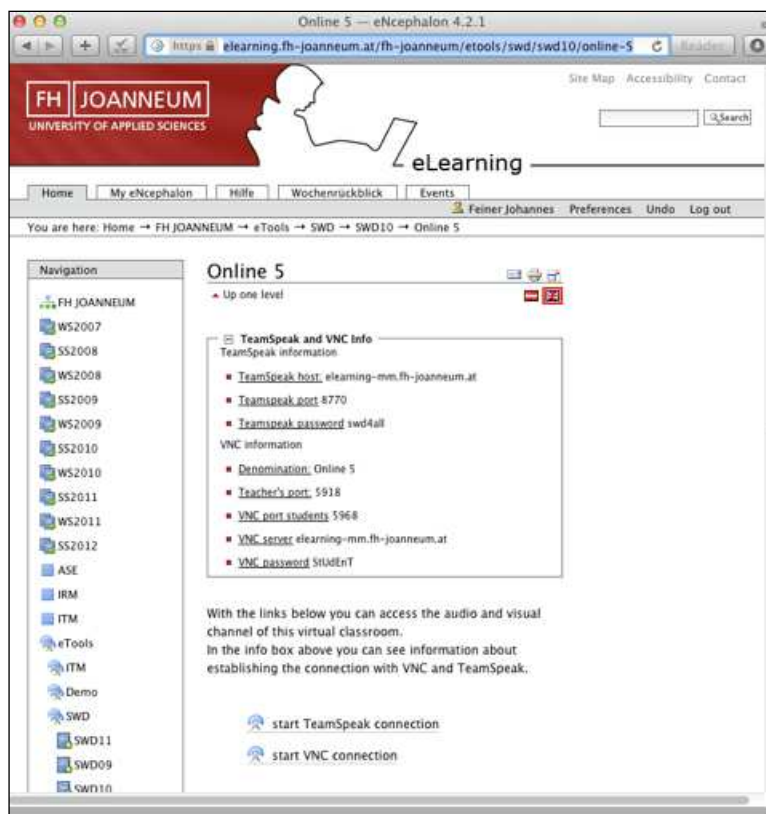 Online 5 — eNcephalon 4.2.1
https elearning.fh-joanneum.at/fh-joanneum/etools/swd/swd10/online-5 Reader
Site Map Accessibility Contact
FH JOANNEUM
UNIVERSITY OF APPLIED SCIENCES
Search
eLearning
Home My eNcephalon Hilfe Wochenrückblick Events
Feiner Johannes Preferences Undo Log out
You are here: Home → FH JOANNEUM → eTools → SWD → SWD10 → Online 5
Navigation
FH JOANNEUM
WS2007
SS2008
WS2008
SS2009
WS2009
SS2010
WS2010
SS2011
WS2011
SS2012
ASE
IRM
ITM
eTools
ITM
Demo
SWD
SWD11
SWD09
SWD10
Online 5
Up one level
TeamSpeak and VNC Info
TeamSpeak information
TeamSpeak host: elearning-mm.fh-joanneum.at
Teamspeak port 8770
Teamspeak password swd4all
VNC information
Denomination: Online 5
Teacher's port: 5918
VNC port students 5968
VNC server elearning-mm.fh-joanneum.at
VNC password StUdEnT
With the links below you can access the audio and visual
channel of this virtual classroom.
In the info box above you can see information about
establishing the connection with VNC and TeamSpeak.
start TeamSpeak connection
start VNC connection